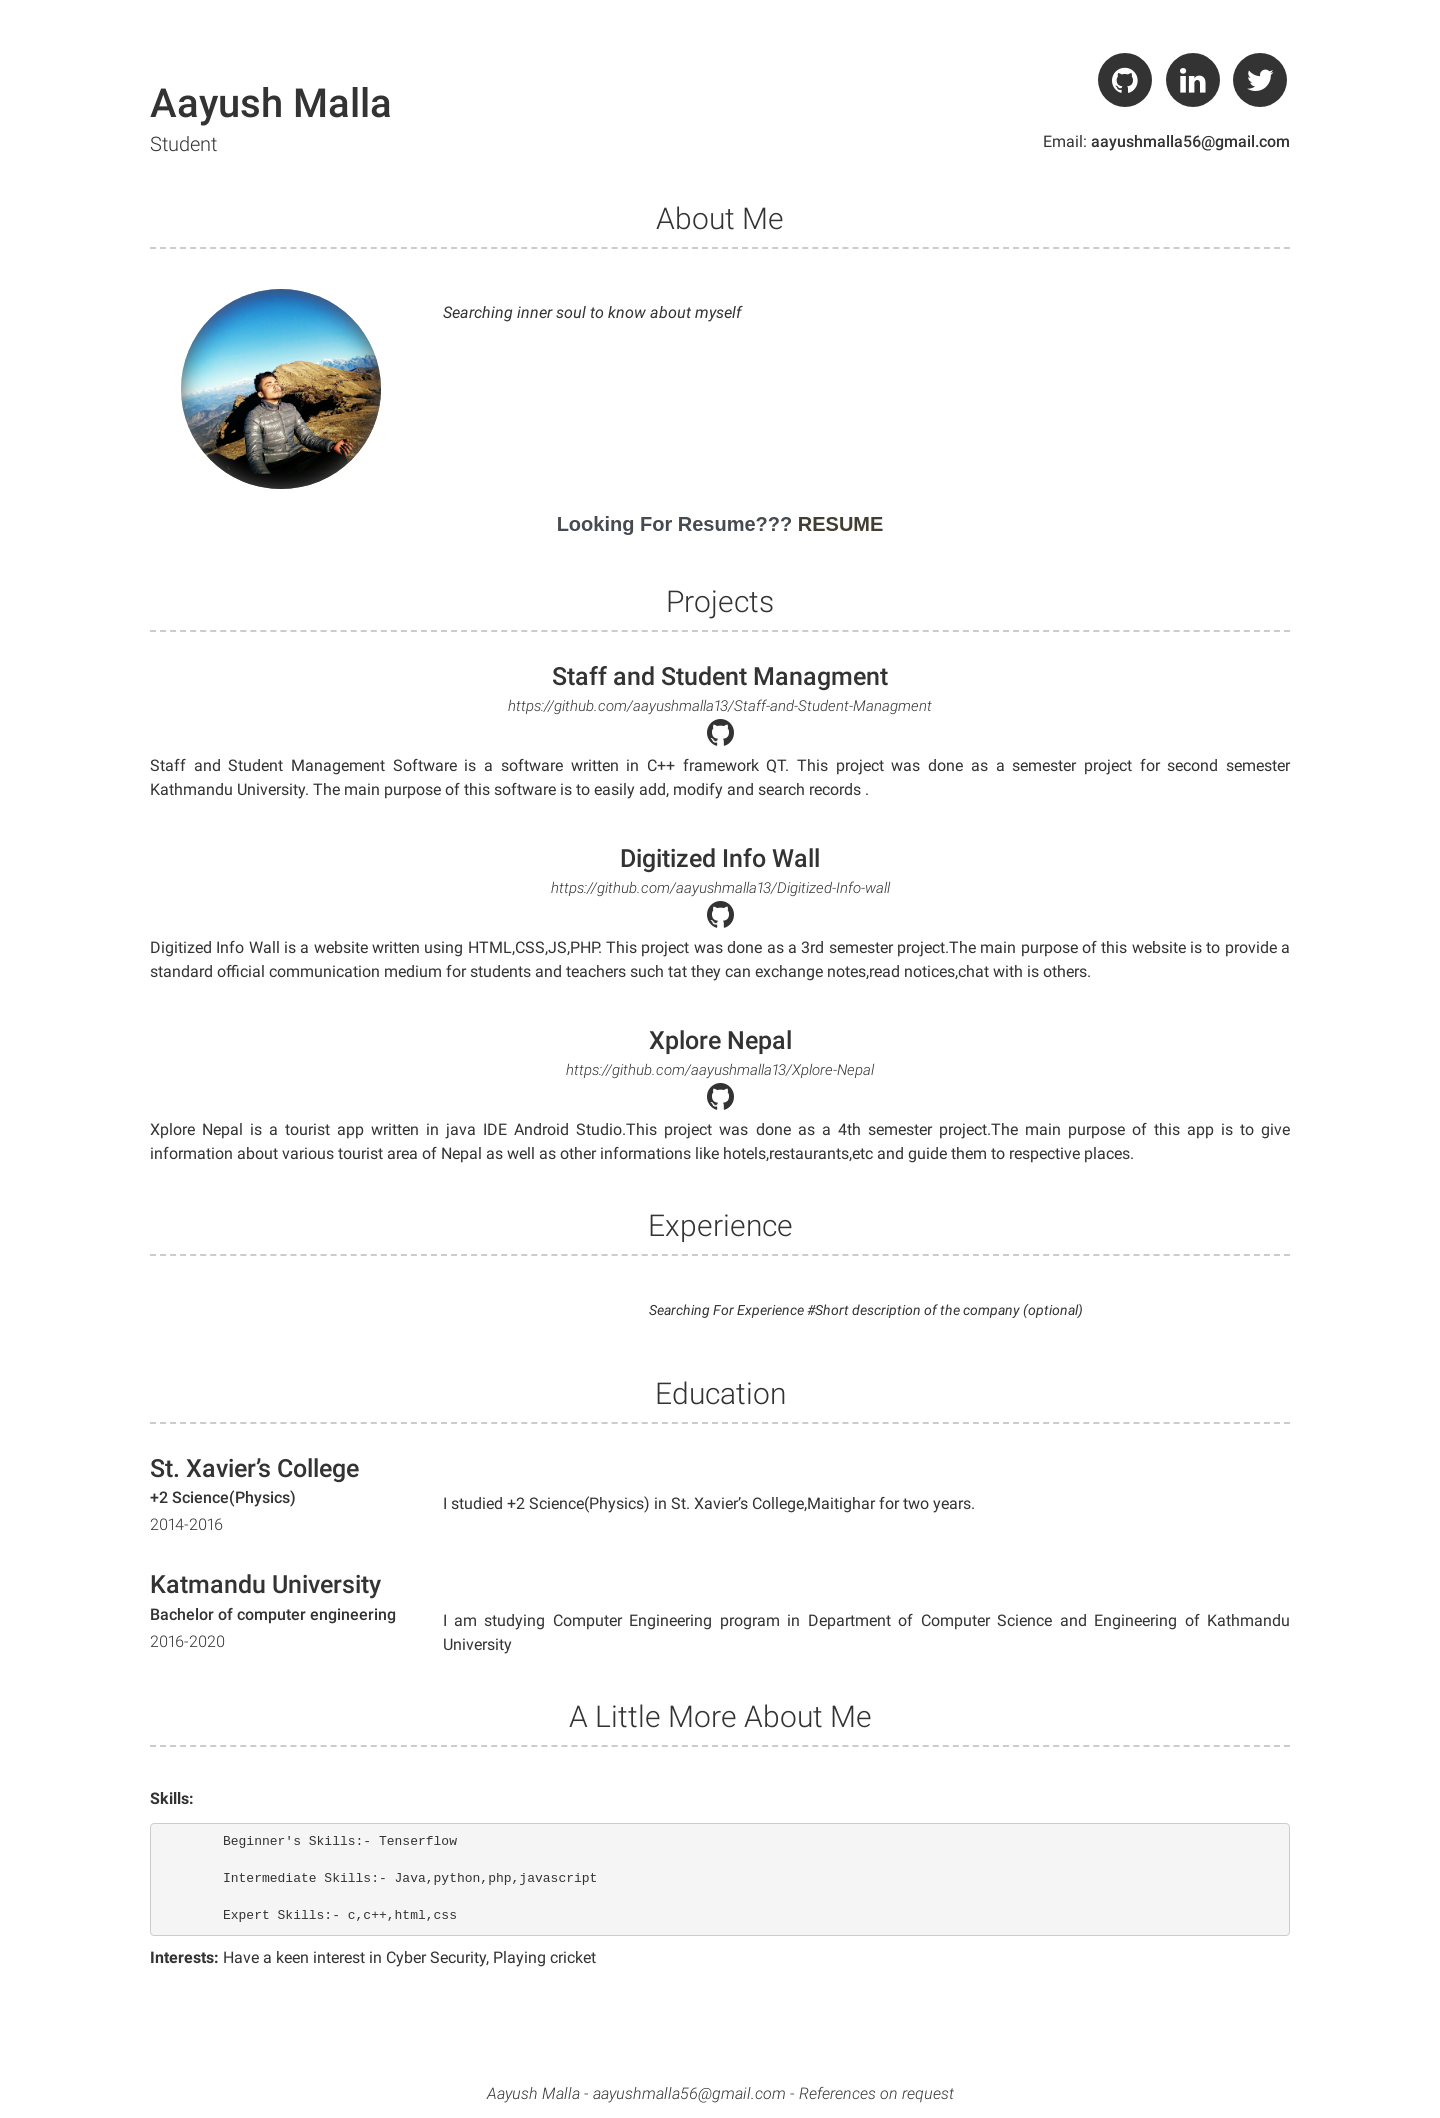 Aayush Malla
Student
Email: aayushmalla56@gmail.com
About Me
Searching inner soul to know about myself
Looking For Resume??? RESUME
Projects
Staff and Student Managment
https://github.com/aayushmalla13/Staff-and-Student-Managment
Staff and Student Management Software is a software written in C++ framework QT. This project was done as a semester project for second semester
Kathmandu University. The main purpose of this software is to easily add, modify and search records .
Digitized Info Wall
https://github.com/aayushmalla13/Digitized-Info-wall
Digitized Info Wall is a website written using HTML,CSS,JS,PHP. This project was done as a 3rd semester project.The main purpose of this website is to provide a
standard official communication medium for students and teachers such tat they can exchange notes,read notices,chat with is others.
Xplore Nepal
https://github.com/aayushmalla13/Xplore-Nepal
Xplore Nepal is a tourist app written in java IDE Android Studio.This project was done as a 4th semester project.The main purpose of this app is to give
information about various tourist area of Nepal as well as other informations like hotels,restaurants,etc and guide them to respective places.
Experience
Searching For Experience #Short description of the company (optional)
Education
St. Xavier’s College
+2 Science(Physics)
2014-2016
I studied +2 Science(Physics) in St. Xavier’s College,Maitighar for two years.
Katmandu University
Bachelor of computer engineering
2016-2020
I am studying Computer Engineering program in Department of Computer Science and Engineering of Kathmandu
University
A Little More About Me
Skills:
Beginner's Skills:- Tenserflow
Intermediate Skills:- Java,python,php,javascript
Expert Skills:- c,c++,html,css
Interests: Have a keen interest in Cyber Security, Playing cricket
Aayush Malla - aayushmalla56@gmail.com - References on request